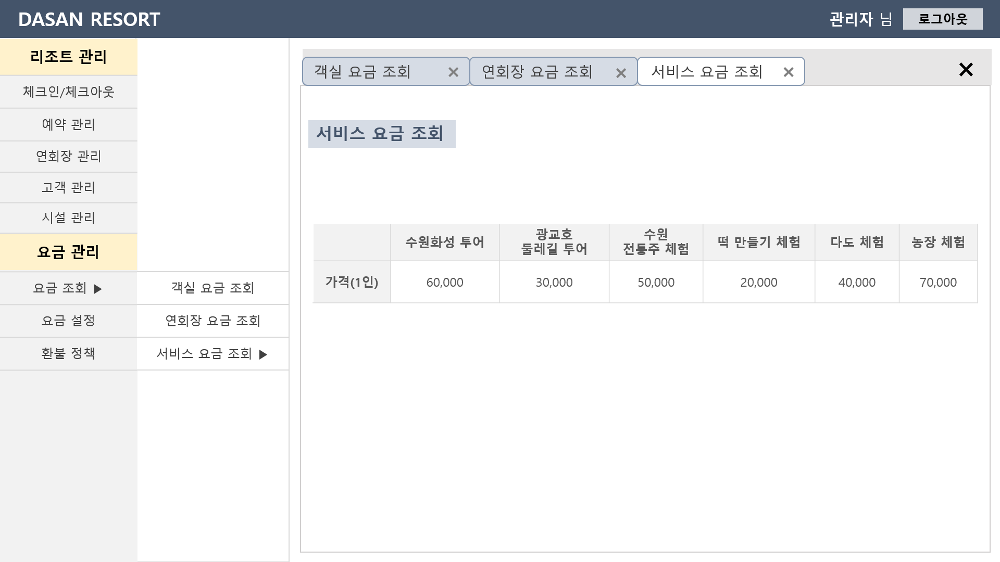 DASAN RESORT
관리자 님
로그아웃
리조트 관리
체크인/체크아웃
예약 관리
연회장 관리
고객 관리
시설 관리
요금 관리
요금 조회 ▶
요금 설정
환불 정책
객실 요금 조회
연회장 요금 조회
서비스 요금 조회 ▶
객실 요금 조회 ✕
연회장 요금 조회 ✕
서비스 요금 조회 ✕
✕
서비스 요금 조회
수원화성 투어
광교호
둘레길 투어
수원
전통주 체험
떡 만들기 체험
다도 체험
농장 체험
가격(1인)
60,000
30,000
50,000
20,000
40,000
70,000